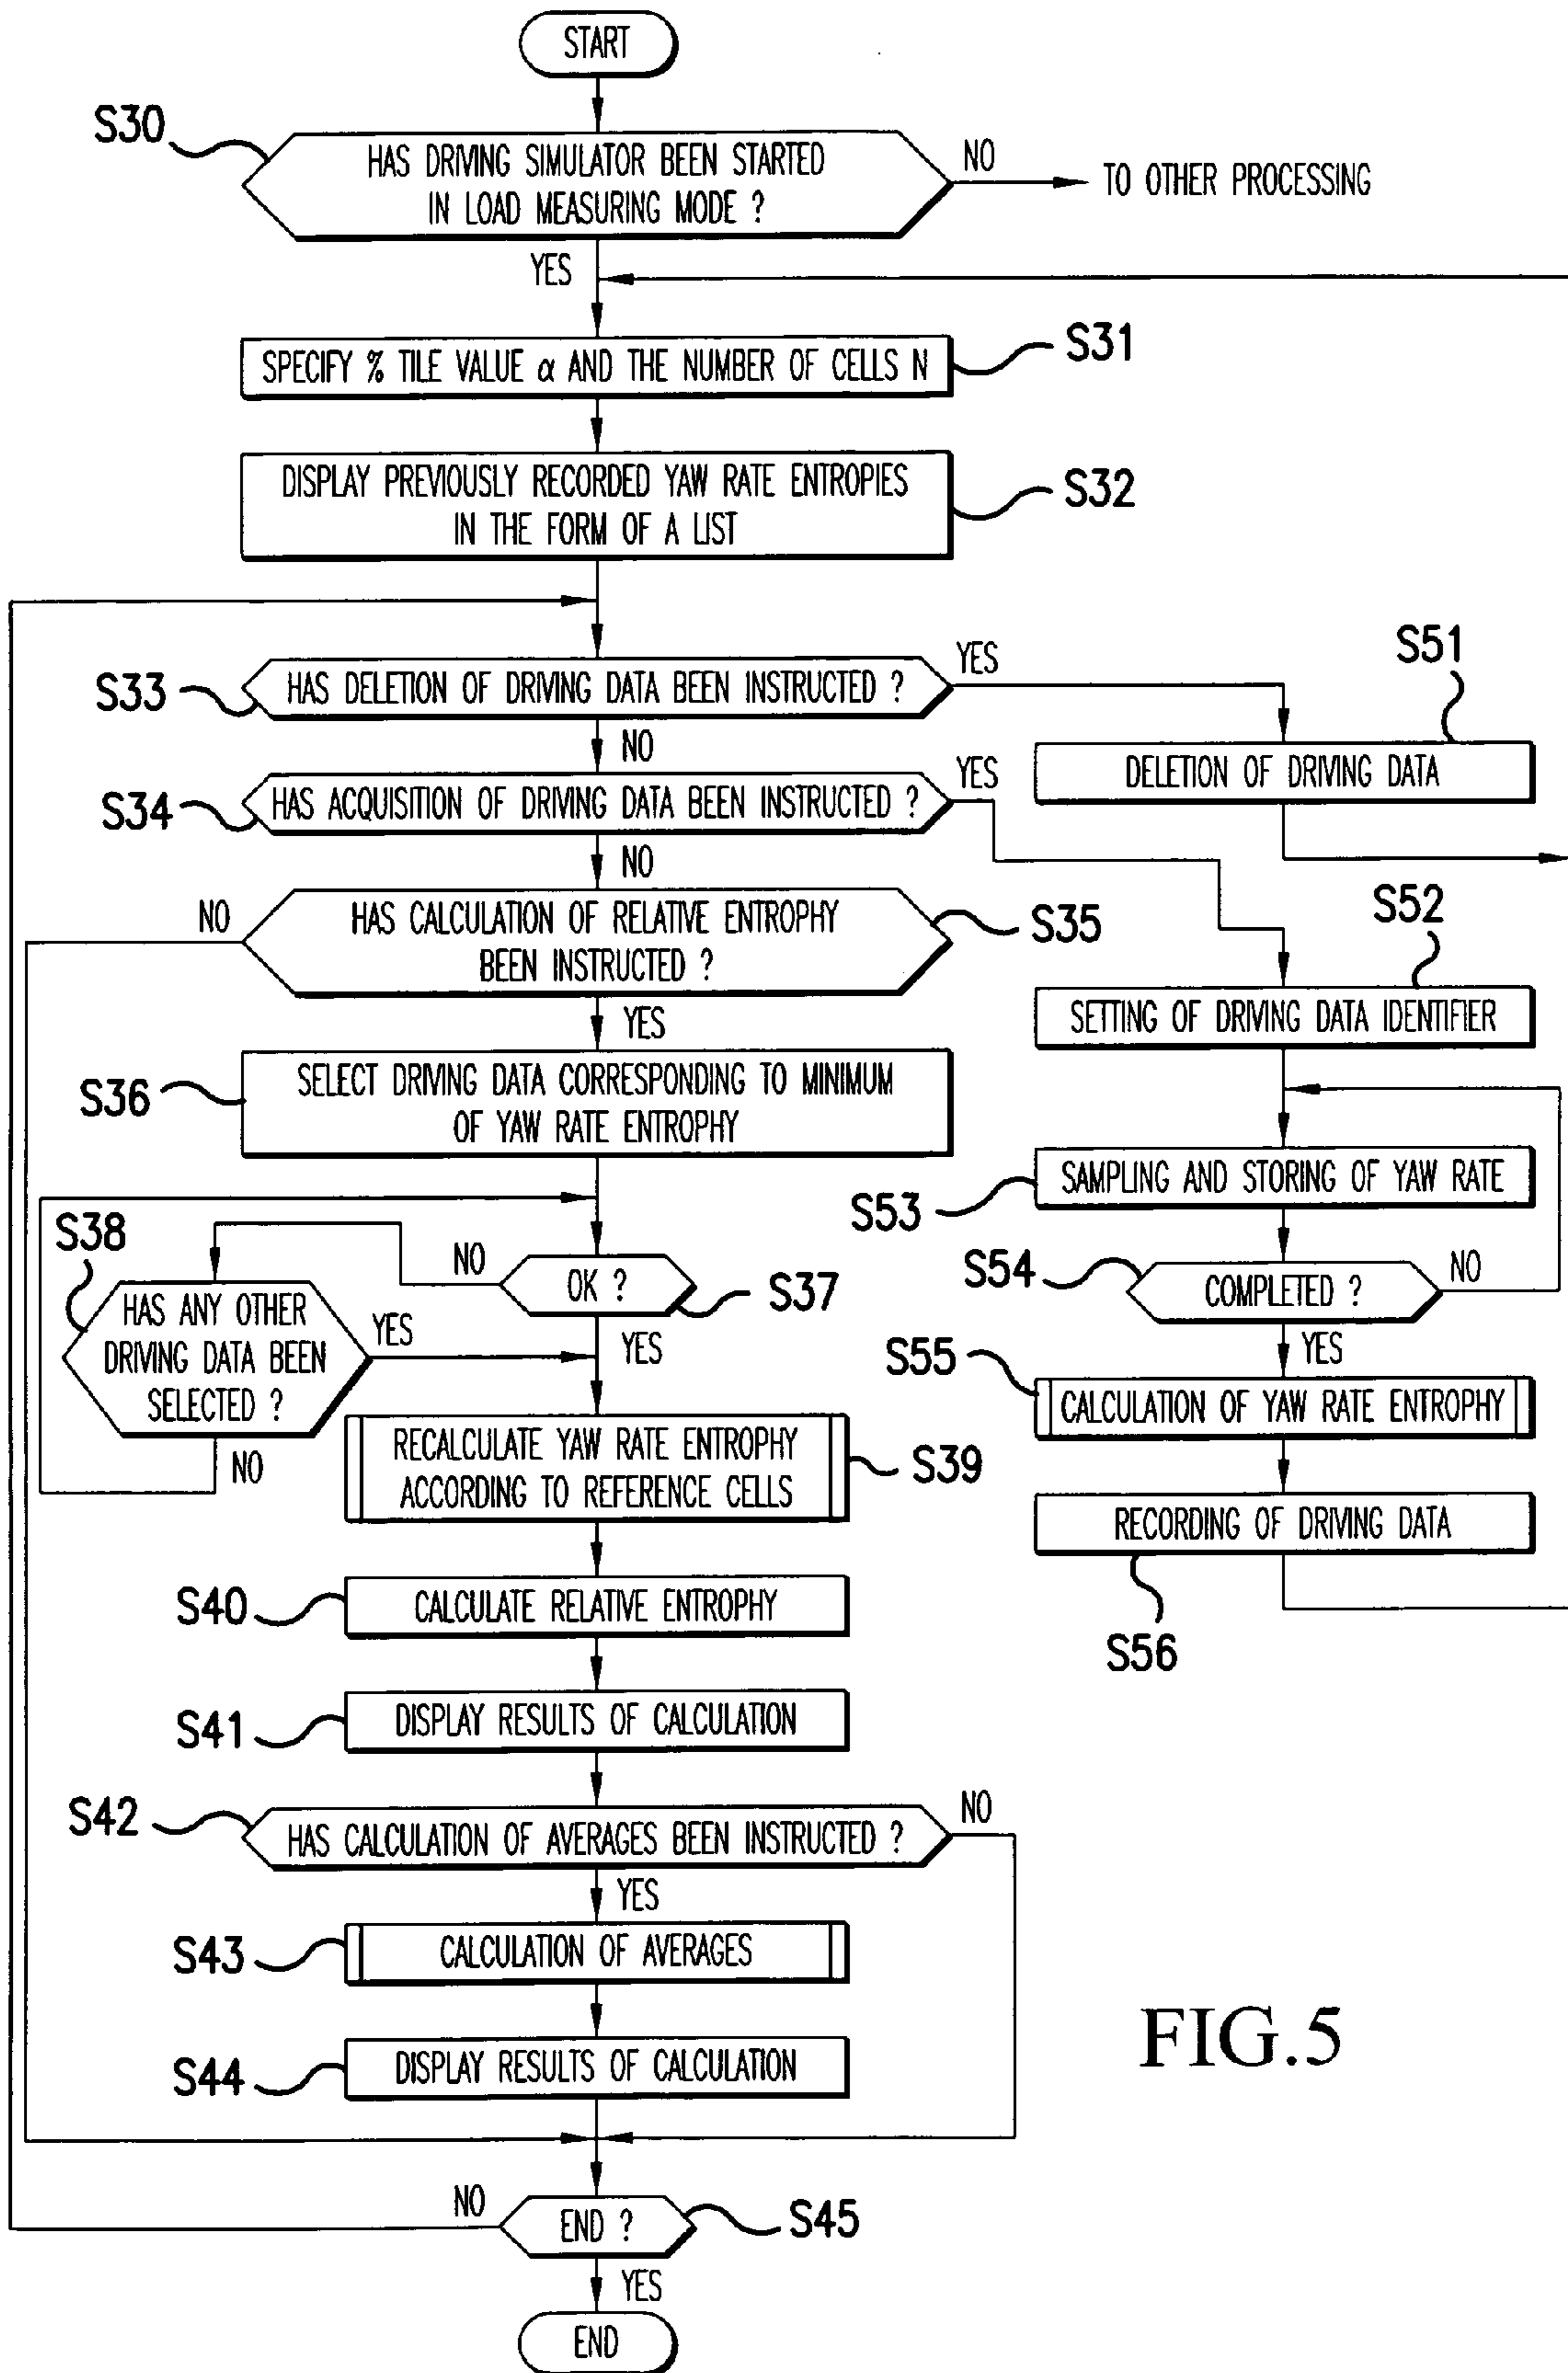 START
S30
HAS DRIVING SIMULATOR BEEN STARTED
IN LOAD MEASURING MODE ?
NO
TO OTHER PROCESSING
YES
SPECIFY % TILE VALUE α AND THE NUMBER OF CELLS N
S31
DISPLAY PREVIOUSLY RECORDED YAW RATE ENTROPIES
IN THE FORM OF A LIST
S32
S33
HAS DELETION OF DRIVING DATA BEEN INSTRUCTED ?
YES
S51
NO
DELETION OF DRIVING DATA
S34
HAS ACQUISITION OF DRIVING DATA BEEN INSTRUCTED ?
YES
NO
NO
HAS CALCULATION OF RELATIVE ENTROPHY
BEEN INSTRUCTED ?
S35
S52
YES
SETTING OF DRIVING DATA IDENTIFIER
S36
SELECT DRIVING DATA CORRESPONDING TO MINIMUM
OF YAW RATE ENTROPHY
S53
SAMPLING AND STORING OF YAW RATE
S38
NO
OK ?
S37
S54
COMPLETED ?
NO
HAS ANY OTHER
DRIVING DATA BEEN
SELECTED ?
YES
YES
YES
NO
S55
CALCULATION OF YAW RATE ENTROPHY
RECALCULATE YAW RATE ENTROPHY
ACCORDING TO REFERENCE CELLS
S39
RECORDING OF DRIVING DATA
S56
S40
CALCULATE RELATIVE ENTROPHY
S41
DISPLAY RESULTS OF CALCULATION
S42
HAS CALCULATION OF AVERAGES BEEN INSTRUCTED ?
NO
YES
S43
CALCULATION OF AVERAGES
S44
DISPLAY RESULTS OF CALCULATION
FIG.5
NO
END ?
S45
YES
END